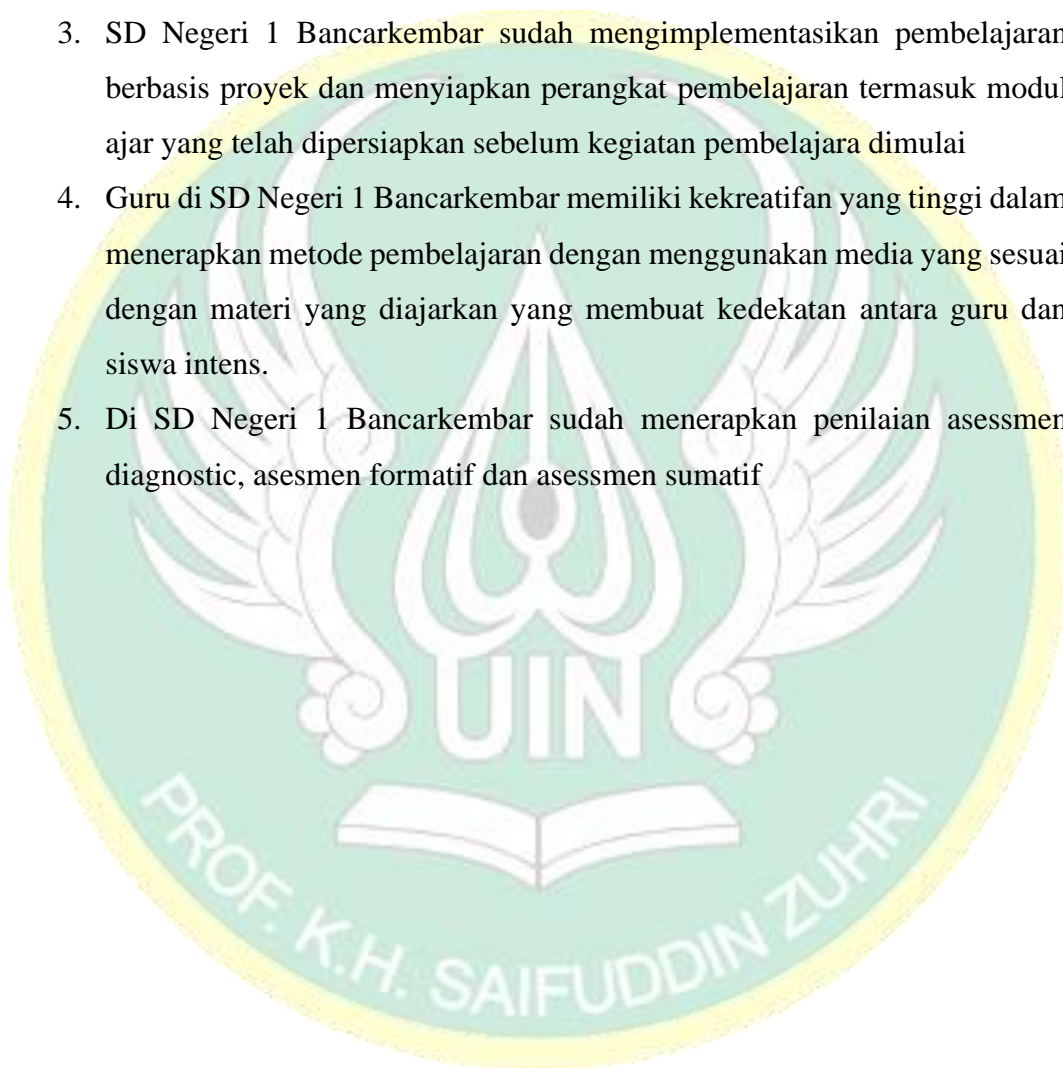 3. SD Negeri 1 Bancarkembar sudah mengimplementasikan pembelajaran
berbasis proyek dan menyiapkan perangkat pembelajaran termasuk modul
ajar yang telah dipersiapkan sebelum kegiatan pembelajara dimulai
4. Guru di SD Negeri 1 Bancarkembar memiliki kekreatifan yang tinggi dalam
menerapkan metode pembelajaran dengan menggunakan media yang sesuai
dengan materi yang diajarkan yang membuat kedekatan antara guru dan
siswa intens.
5. Di SD Negeri 1 Bancarkembar sudah menerapkan penilaian asessmen
diagnostic, asesmen formatif dan asessmen sumatif
UIN
PROF. K.H. SAIFUDDIN ZUHRI